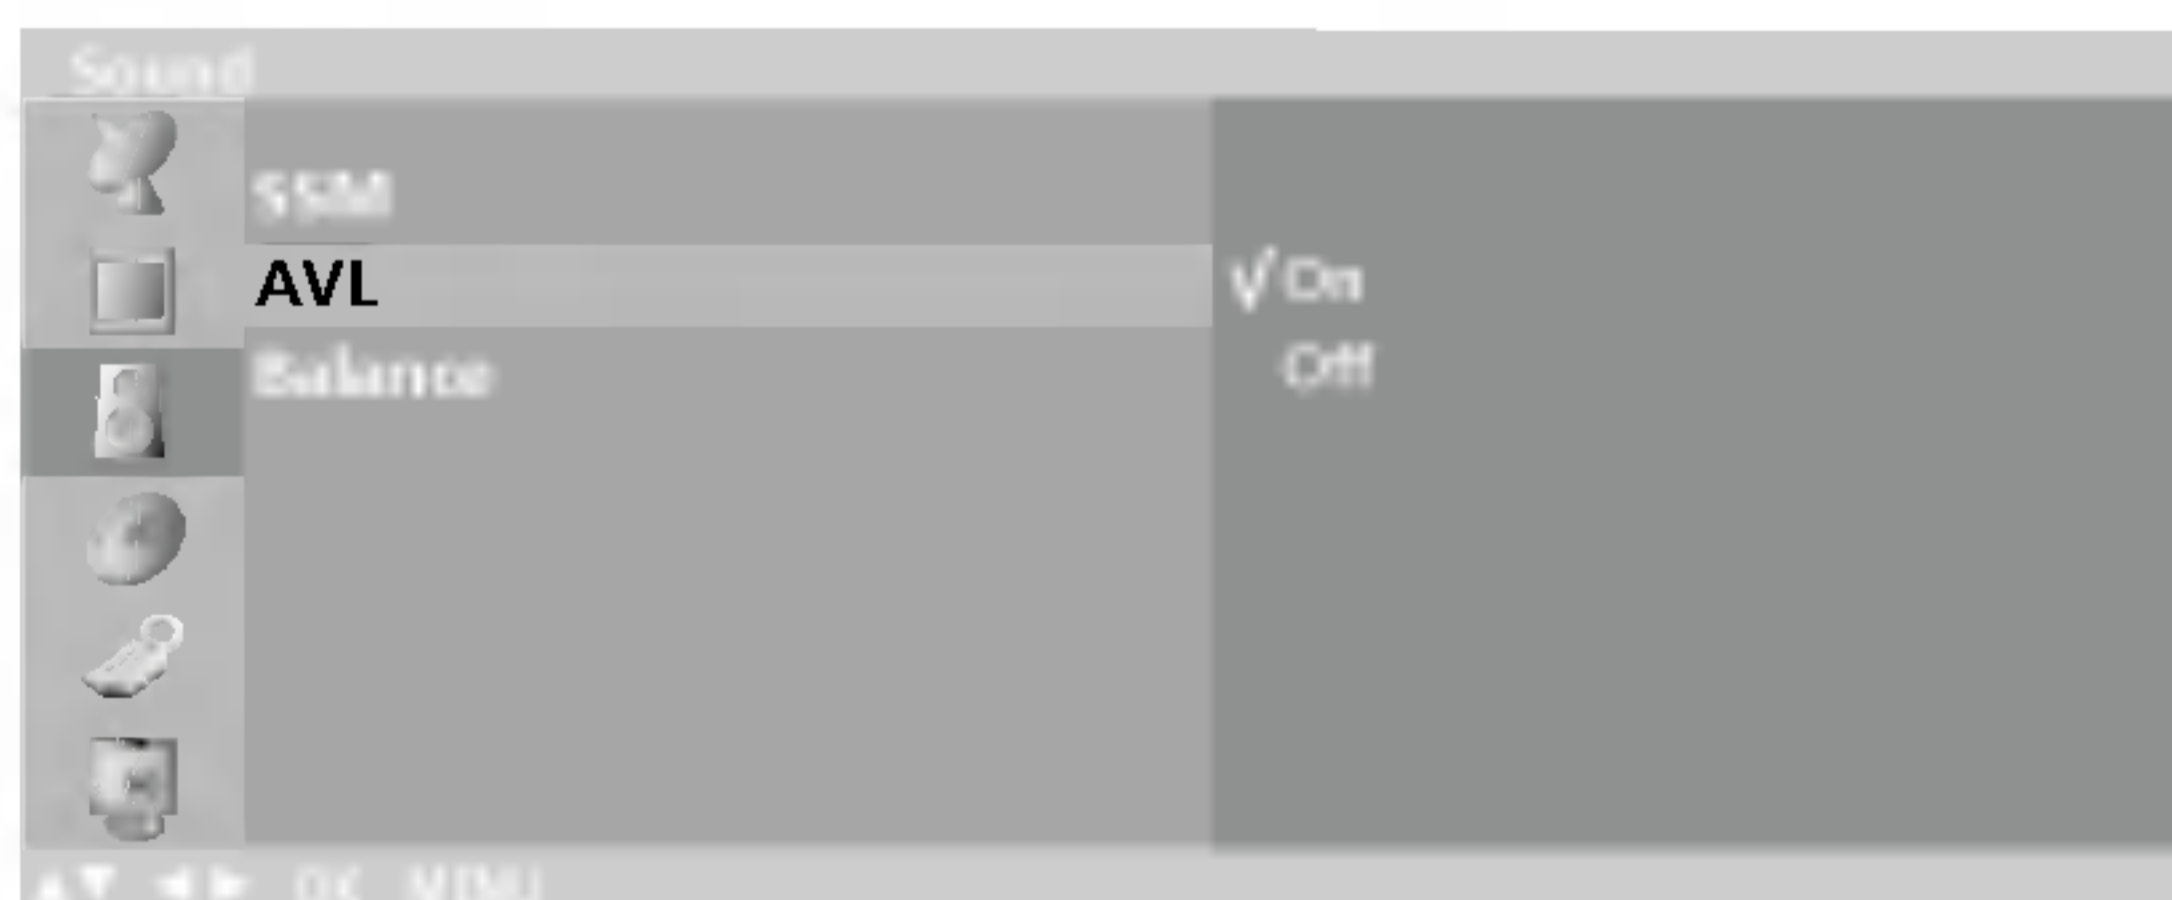 Sound
SSM
AVL
√ On
Balance
Off
▲▼ ◄► OK MENU